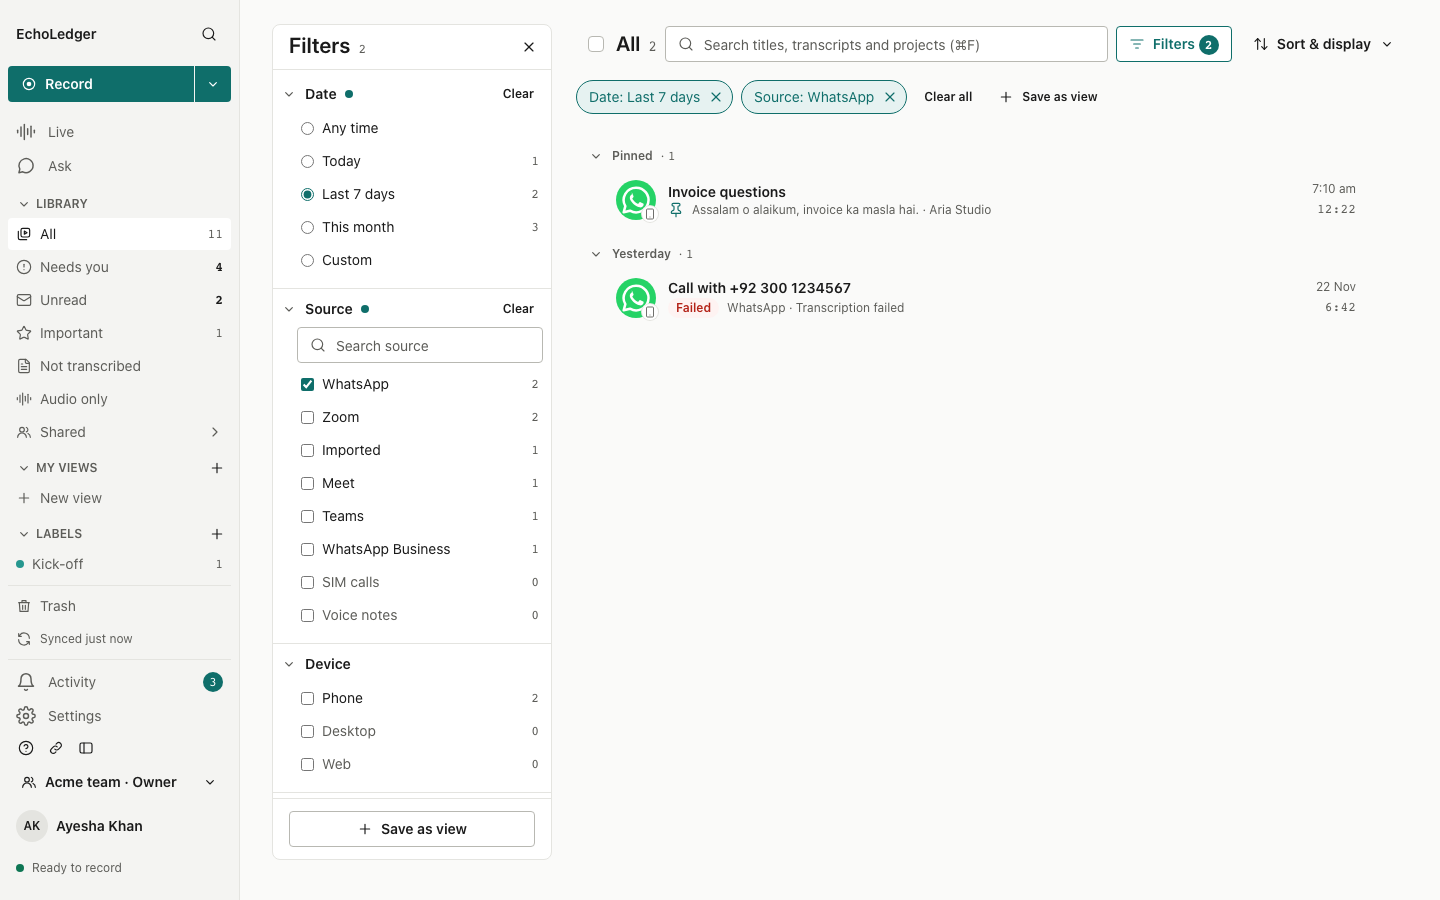 EchoLedger
Record
Live
Ask
LIBRARY
All 11
Needs you 4
Unread 2
Important 1
Not transcribed
Audio only
Shared
MY VIEWS
New view
LABELS
Kick-off 1
Trash
Synced just now
Activity 3
Settings
Acme team · Owner
AK Ayesha Khan
Ready to record
Filters 2
Date Clear
Any time
Today 1
Last 7 days 2
This month 3
Custom
Source Clear
Search source
WhatsApp 2
Zoom 2
Imported 1
Meet 1
Teams 1
WhatsApp Business 1
SIM calls 0
Voice notes 0
Device
Phone 2
Desktop 0
Web 0
Save as view
All 2
Search titles, transcripts and projects (⌘F)
Filters 2
Sort & display
Date: Last 7 days
Source: WhatsApp
Clear all
Save as view
Pinned · 1
Invoice questions 7:10 am
Assalam o alaikum, invoice ka masla hai. · Aria Studio 12:22
Yesterday · 1
Call with +92 300 1234567 22 Nov
Failed WhatsApp · Transcription failed 6:42